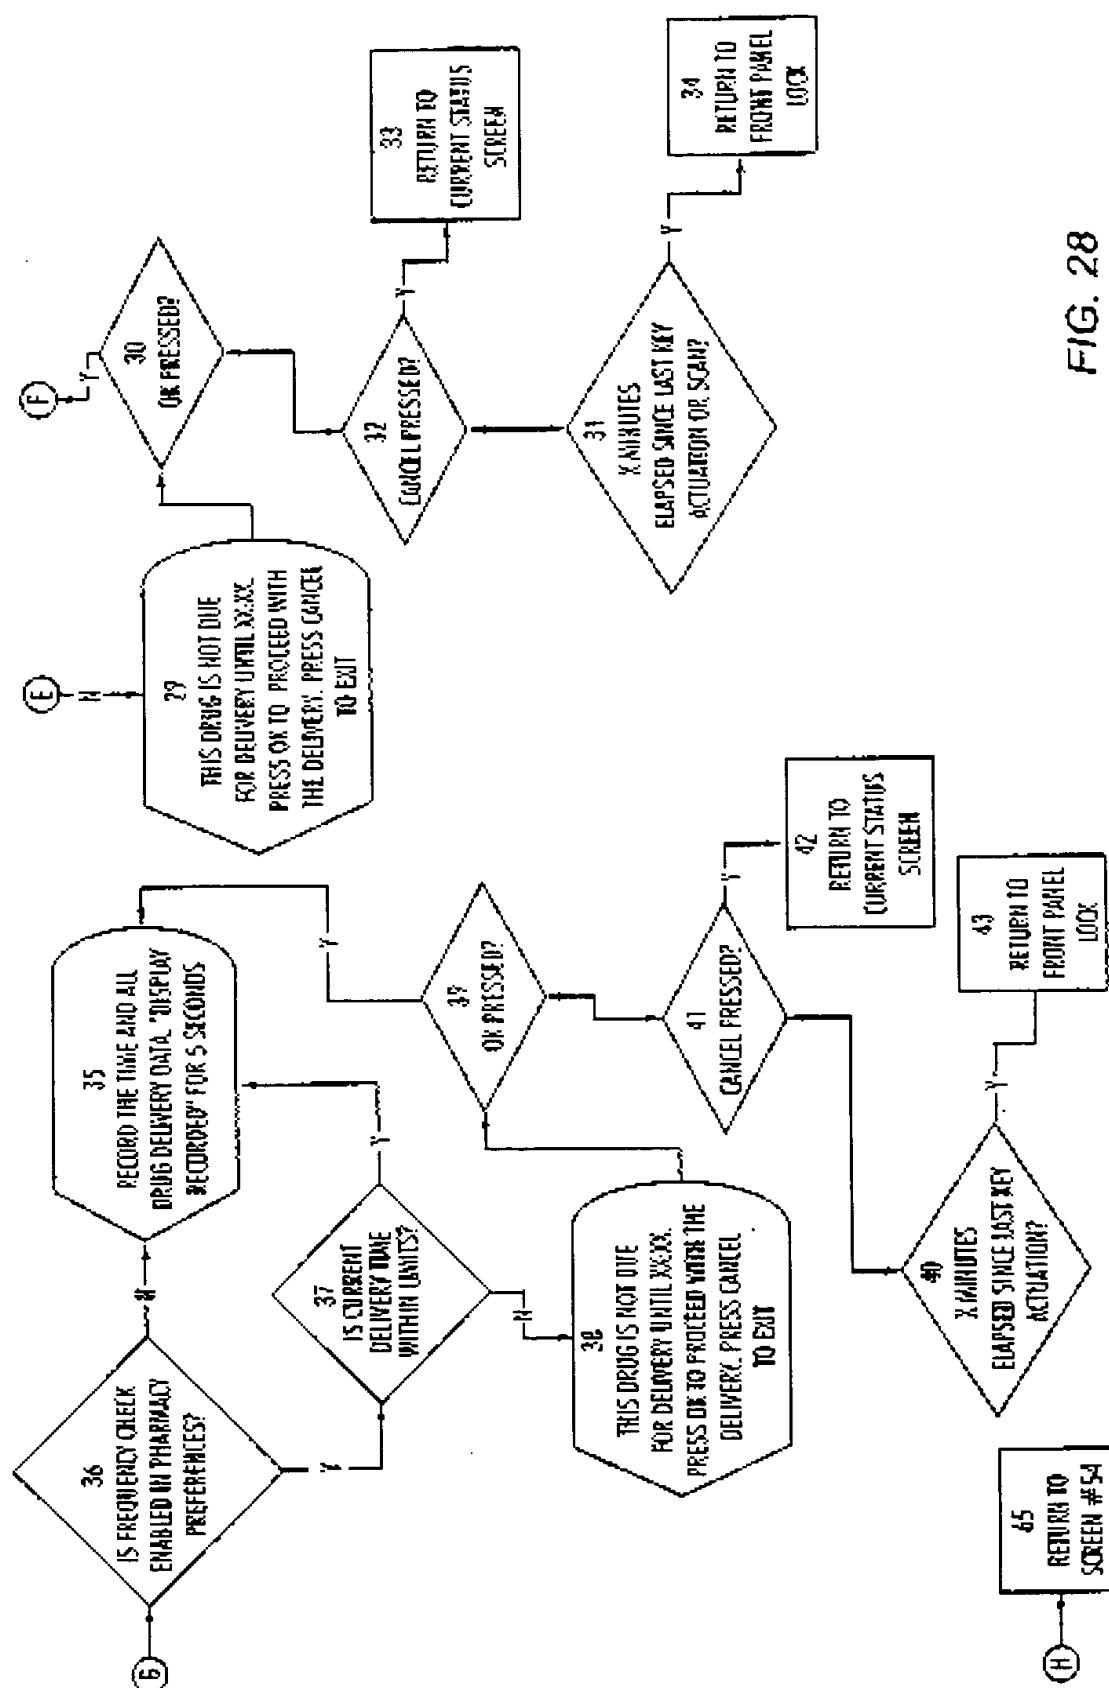 G
36
IS FREQUENCY CHECK
ENABLED IN PHARMACY
PREFERENCES?
N
Y
35
RECORD THE TIME AND ALL
DRUG DELIVERY DATA. "DISPLAY
RECORDED" FOR 5 SECONDS
37
IS CURRENT
DELIVERY TIME
WITHIN LIMITS?
Y
N
38
THIS DRUG IS NOT DUE
FOR DELIVERY UNTIL XX:XX.
PRESS OK TO PROCEED WITH THE
DELIVERY. PRESS CANCEL
TO EXIT
39
OK PRESSED?
Y
41
CANCEL PRESSED?
Y
42
RETURN TO
CURRENT STATUS
SCREEN
40
X MINUTES
ELAPSED SINCE LAST KEY
ACTUATION?
Y
43
RETURN TO
FRONT PANEL
LOCK
H
65
RETURN TO
SCREEN #54
E
N
29
THIS DRUG IS NOT DUE
FOR DELIVERY UNTIL XX:XX.
PRESS OK TO PROCEED WITH
THE DELIVERY. PRESS CANCEL
TO EXIT
F
Y
30
OK PRESSED?
32
CANCEL PRESSED?
Y
33
RETURN TO
CURRENT STATUS
SCREEN
31
X MINUTES
ELAPSED SINCE LAST KEY
ACTUATION OR SCAN?
Y
34
RETURN TO
FRONT PANEL
LOCK
FIG. 28